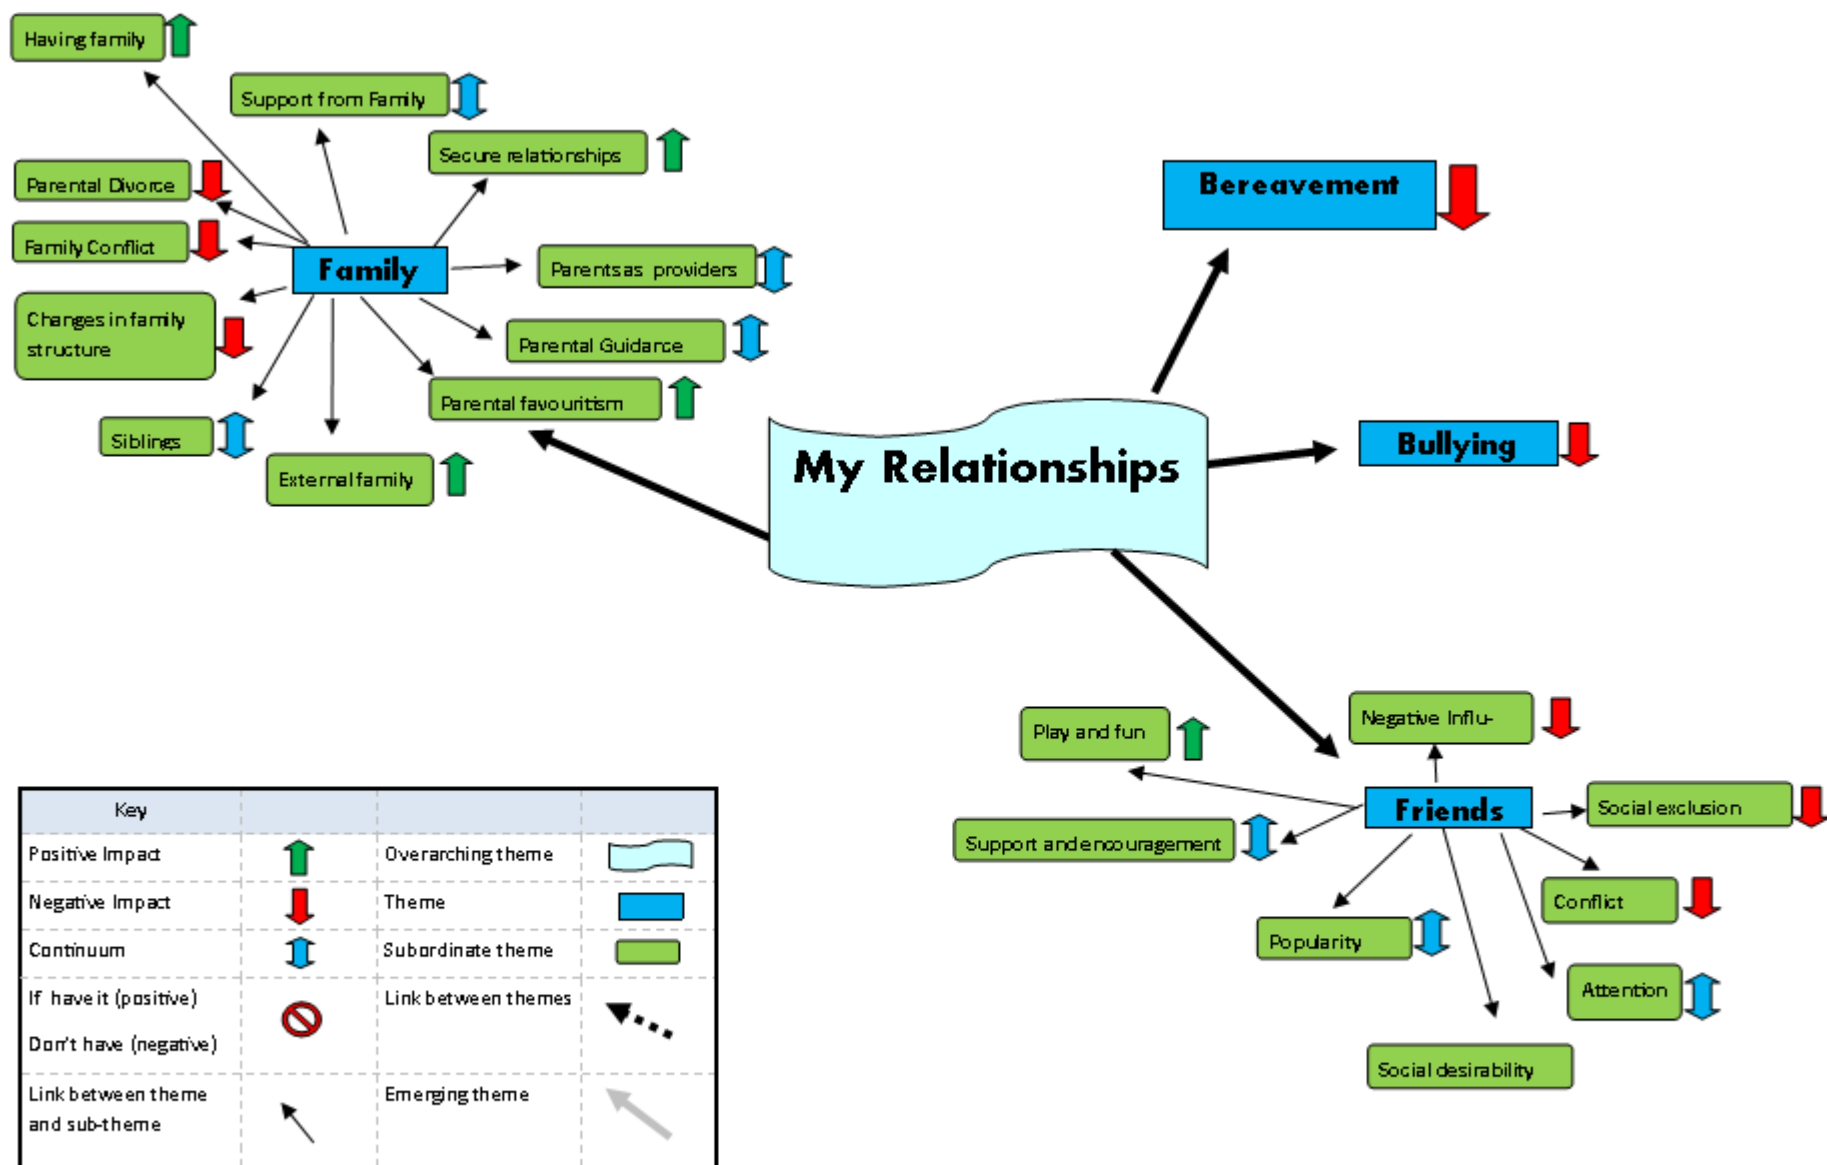 Having family
Support from Family
Secure relationships
Parental Divorce
Family Conflict
Family
Parents as providers
Changes in family
structure
Parental Guidance
Parental favouritism
Siblings
External family
My Relationships
Bereavement
Bullying
Negative Influ-
Play and fun
Friends
Social exclusion
Support and encouragement
Conflict
Popularity
Attention
Social desirability
Key
Positive Impact
Overarching theme
Negative Impact
Theme
Continuum
Subordinate theme
If have it (positive)
Link between themes
Don't have (negative)
Link between theme
Emerging theme
and sub-theme